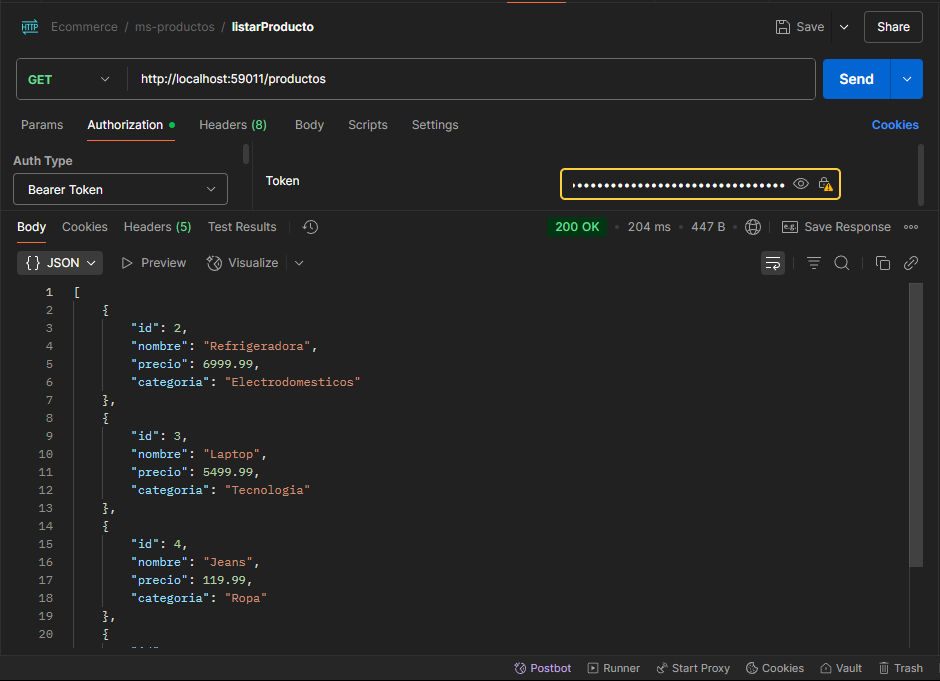 HTTP Ecommerce / ms-productos / listarProducto Save Share
GET http://localhost:59011/productos Send
Params Authorization Headers (8) Body Scripts Settings Cookies
Auth Type
Bearer Token
Token
Body Cookies Headers (5) Test Results 200 OK 204 ms 447 B e.g. Save Response
{} JSON Preview Visualize
1 [
2 {
3 "id": 2,
4 "nombre": "Refrigeradora",
5 "precio": 6999.99,
6 "categoria": "Electrodomesticos"
7 },
8 {
9 "id": 3,
10 "nombre": "Laptop",
11 "precio": 5499.99,
12 "categoria": "Tecnologia"
13 },
14 {
15 "id": 4,
16 "nombre": "Jeans",
17 "precio": 119.99,
18 "categoria": "Ropa"
19 },
20 {
Postbot Runner Start Proxy Cookies Vault Trash